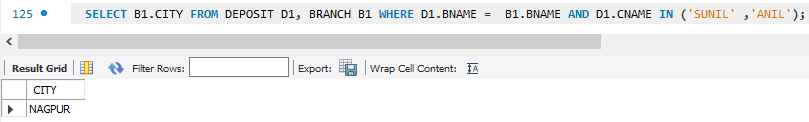 125 SELECT B1.CITY FROM DEPOSIT D1, BRANCH B1 WHERE D1.BNAME =  B1.BNAME AND D1.CNAME IN ('SUNIL' ,'ANIL');
Result Grid Filter Rows: Export: Wrap Cell Content: IA
CITY
NAGPUR